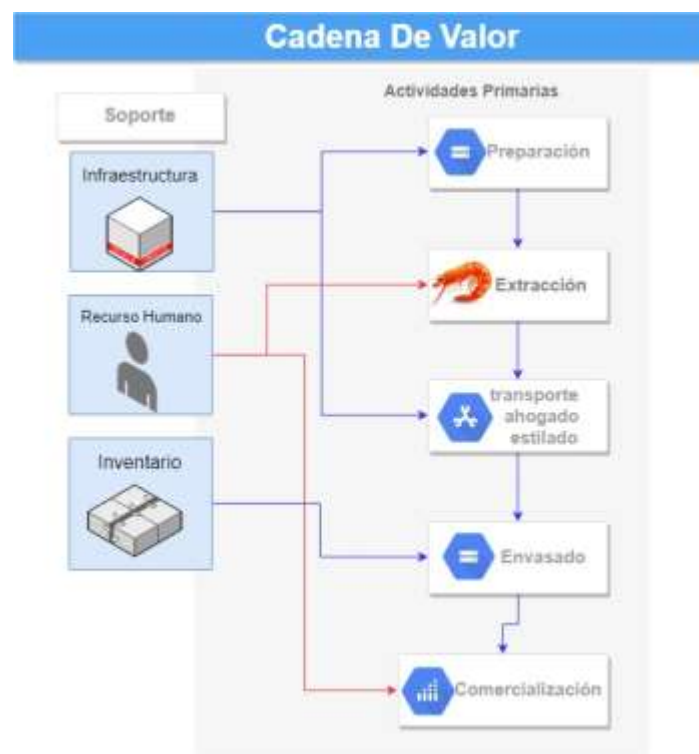 Cadena De Valor
Actividades Primarias
Soporte
Infraestructura
Recurso Humano
Inventario
Preparación
Extracción
transporte
ahogado
estilado
Envasado
Comercialización